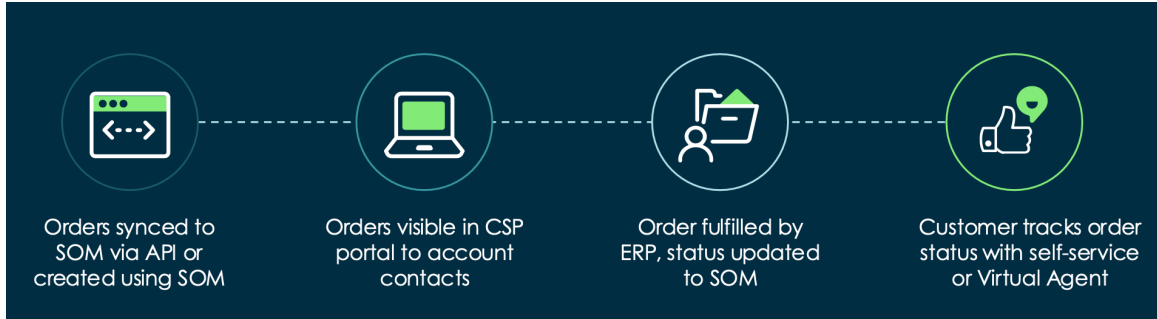 Orders synced to
SOM via API or
created using SOM
Orders visible in CSP
portal to account
contacts
Order fulfilled by
ERP, status updated
to SOM
Customer tracks order
status with self-service
or Virtual Agent